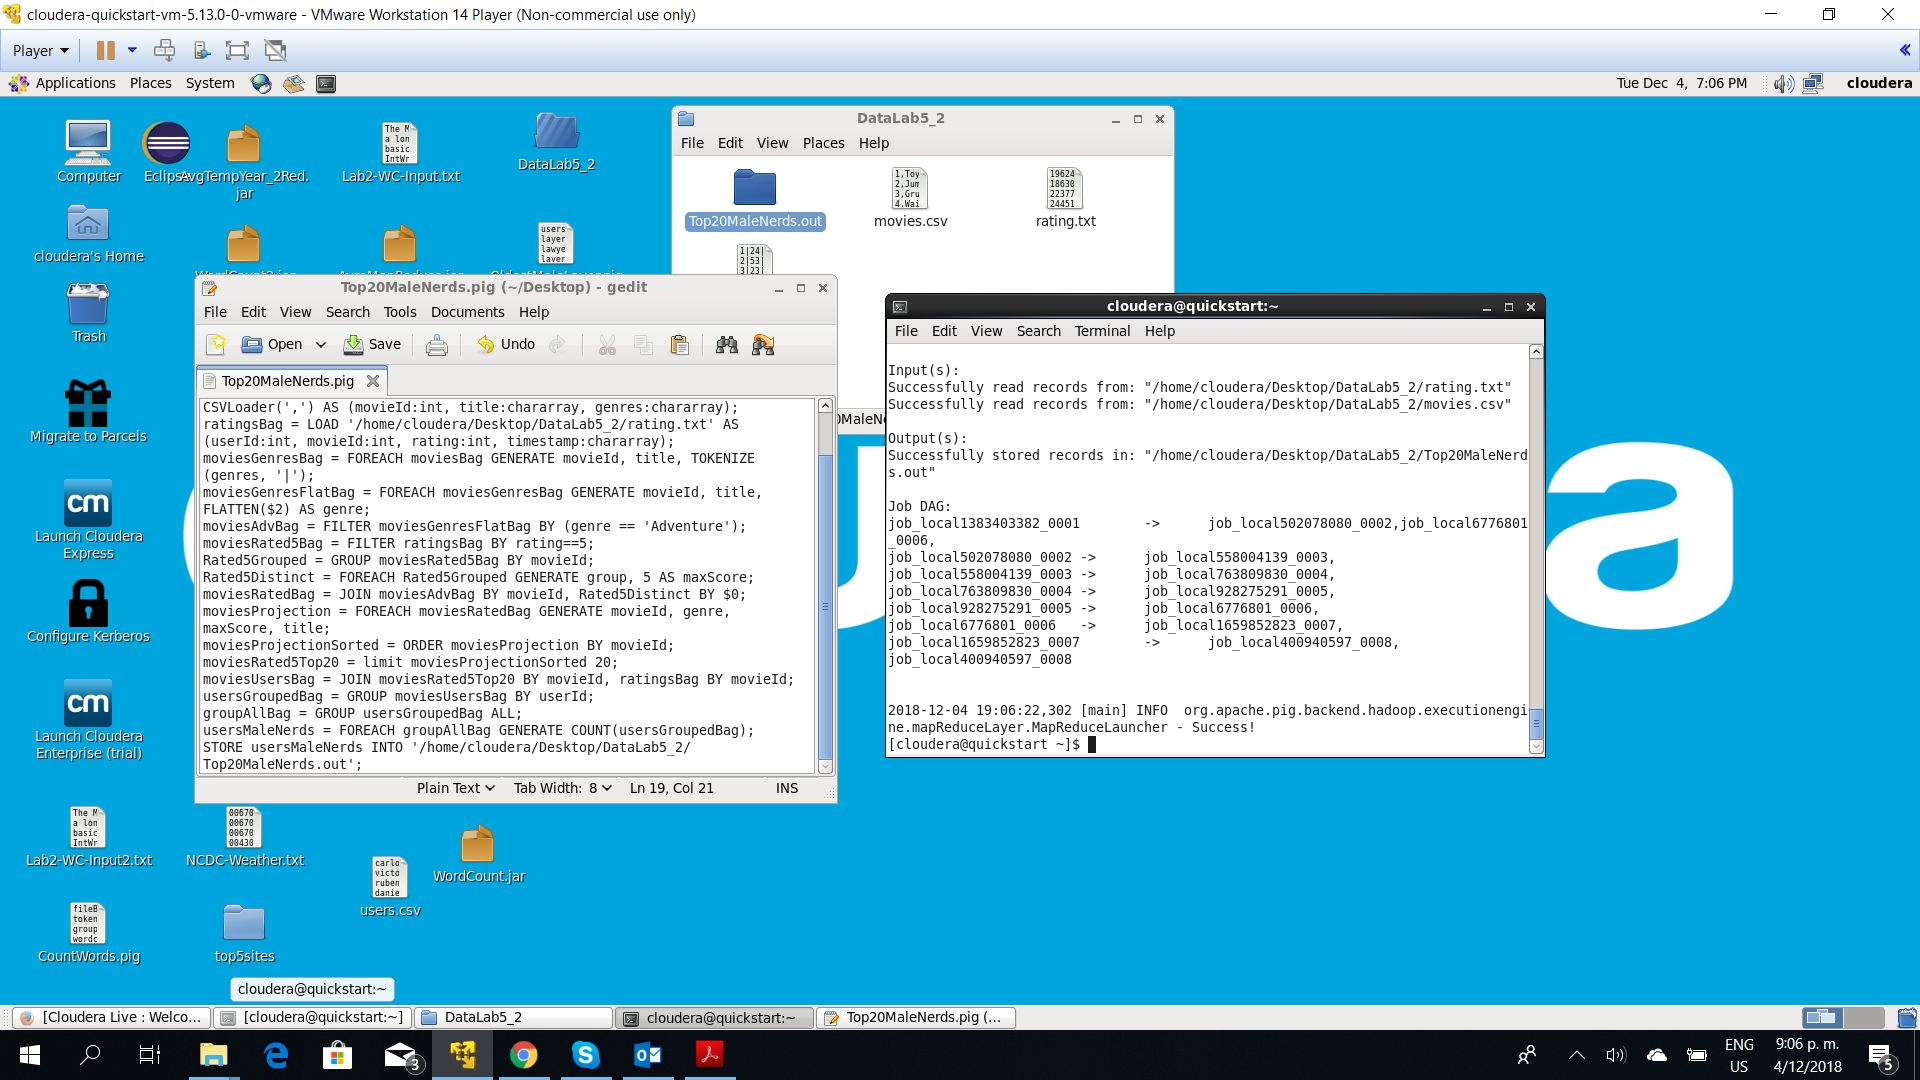 cloudera-quickstart-vm-5.13.0-0-vmware - VMware Workstation 14 Player (Non-commercial use only)
Player
Applications Places System
Tue Dec 4, 7:06 PM
cloudera
Computer
Eclips
AvgTempYear_2Red.
jar
Lab2-WC-Input.txt
DataLab5_2
cloudera's Home
Trash
Migrate to Parcels
Launch Cloudera
Express
Configure Kerberos
Launch Cloudera
Enterprise (trial)
Lab2-WC-Input2.txt
NCDC-Weather.txt
users.csv
WordCount.jar
CountWords.pig
top5sites
DataLab5_2
File Edit View Places Help
Top20MaleNerds.out
movies.csv
rating.txt
Top20MaleNerds.pig (~/Desktop) - gedit
File Edit View Search Tools Documents Help
Open Save Undo
Top20MaleNerds.pig
CSVLoader(',') AS (movieId:int, title:chararray, genres:chararray);
ratingsBag = LOAD '/home/cloudera/Desktop/DataLab5_2/rating.txt' AS
(userId:int, movieId:int, rating:int, timestamp:chararray);
moviesGenresBag = FOREACH moviesBag GENERATE movieId, title, TOKENIZE
(genres, '|');
moviesGenresFlatBag = FOREACH moviesGenresBag GENERATE movieId, title,
FLATTEN($2) AS genre;
moviesAdvBag = FILTER moviesGenresFlatBag BY (genre == 'Adventure');
moviesRated5Bag = FILTER ratingsBag BY rating==5;
Rated5Grouped = GROUP moviesRated5Bag BY movieId;
Rated5Distinct = FOREACH Rated5Grouped GENERATE group, 5 AS maxScore;
moviesRatedBag = JOIN moviesAdvBag BY movieId, Rated5Distinct BY $0;
moviesProjection = FOREACH moviesRatedBag GENERATE movieId, genre,
maxScore, title;
moviesProjectionSorted = ORDER moviesProjection BY movieId;
moviesRated5Top20 = limit moviesProjectionSorted 20;
moviesUsersBag = JOIN moviesRated5Top20 BY movieId, ratingsBag BY movieId;
usersGroupedBag = GROUP moviesUsersBag BY userId;
groupAllBag = GROUP usersGroupedBag ALL;
usersMaleNerds = FOREACH groupAllBag GENERATE COUNT(usersGroupedBag);
STORE usersMaleNerds INTO '/home/cloudera/Desktop/DataLab5_2/
Top20MaleNerds.out';
Plain Text Tab Width: 8 Ln 19, Col 21 INS
cloudera@quickstart:~
File Edit View Search Terminal Help
Input(s):
Successfully read records from: "/home/cloudera/Desktop/DataLab5_2/rating.txt"
Successfully read records from: "/home/cloudera/Desktop/DataLab5_2/movies.csv"
Output(s):
Successfully stored records in: "/home/cloudera/Desktop/DataLab5_2/Top20MaleNerd
s.out"
Job DAG:
job_local1383403382_0001 -> job_local502078080_0002,job_local6776801
_0006,
job_local502078080_0002 -> job_local558004139_0003,
job_local558004139_0003 -> job_local763809830_0004,
job_local763809830_0004 -> job_local928275291_0005,
job_local928275291_0005 -> job_local6776801_0006,
job_local6776801_0006 -> job_local1659852823_0007,
job_local1659852823_0007 -> job_local400940597_0008,
job_local400940597_0008
2018-12-04 19:06:22,302 [main] INFO org.apache.pig.backend.hadoop.executionengi
ne.mapReduceLayer.MapReduceLauncher - Success!
[cloudera@quickstart ~]$
cloudera@quickstart:~
[Cloudera Live : Welco...
[cloudera@quickstart:~]
DataLab5_2
cloudera@quickstart:~
Top20MaleNerds.pig (...
3
ENG
US
9:06 p. m.
4/12/2018
5